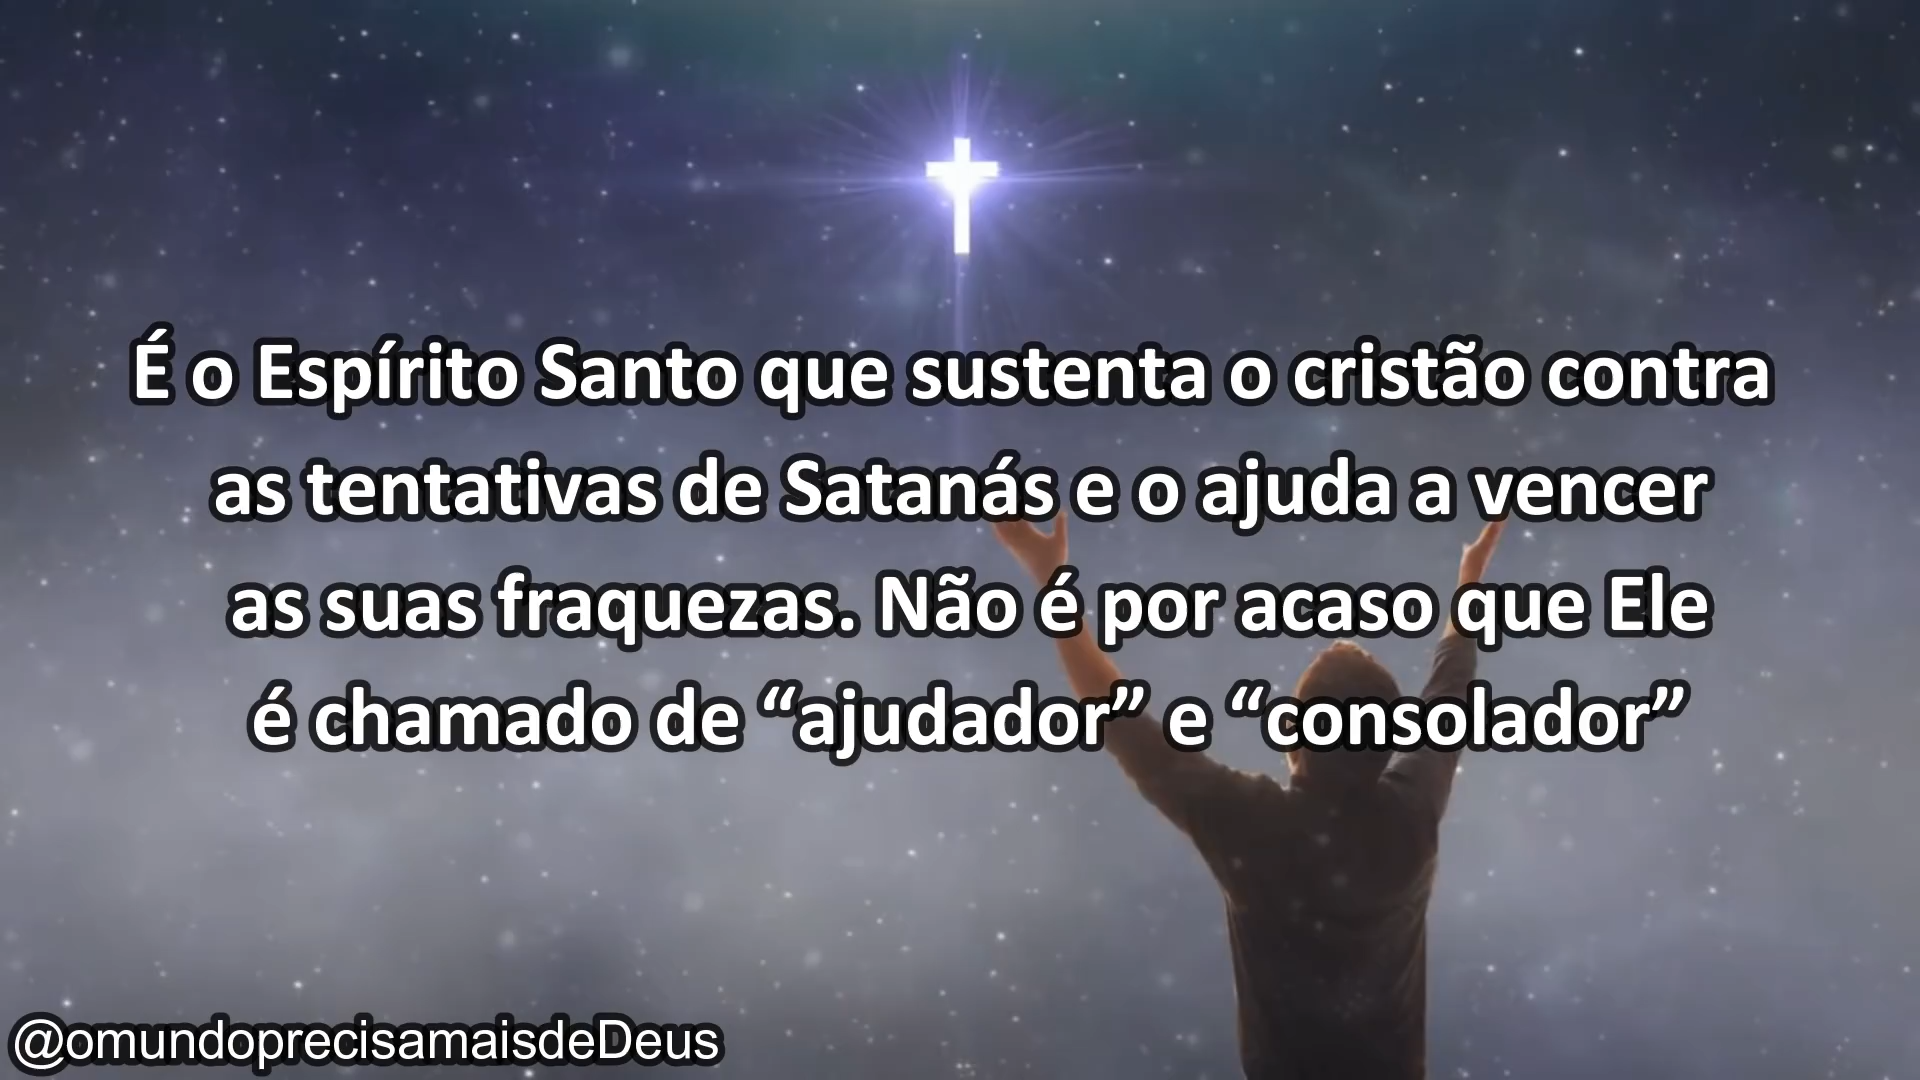 É o Espírito Santo que sustenta o cristão contra
as tentativas de Satanás e o ajuda a vencer
as suas fraquezas. Não é por acaso que Ele
é chamado de “ajudador” e “consolador”
@omundoprecisamaisdeDeus